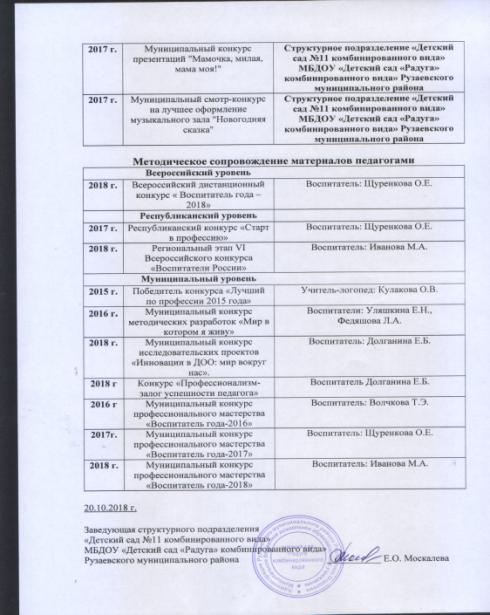 2017 г. Муниципальный конкурс презентаций "Мамочка, милая, мама моя!" Структурное подразделение «Детский сад №11 комбинированного вида» МБДОУ «Детский сад «Радуга» комбинированного вида» Рузаевского муниципального района
2017 г. Муниципальный смотр-конкурс на лучшее оформление музыкального зала "Новогодняя сказка" Структурное подразделение «Детский сад №11 комбинированного вида» МБДОУ «Детский сад «Радуга» комбинированного вида» Рузаевского муниципального района
Методическое сопровождение материалов педагогами
Всероссийский уровень
2018 г. Всероссийский дистанционный конкурс « Воспитатель года – 2018» Воспитатель: Щуренкова О.Е.
Республиканский уровень
2017 г. Республиканский конкурс «Старт в профессию» Воспитатель: Щуренкова О.Е.
2018 г. Региональный этап VI Всероссийского конкурса «Воспитатели России» Воспитатель: Иванова М.А.
Муниципальный уровень
2015 г. Победитель конкурса «Лучший по профессии 2015 года» Учитель-логопед: Кулакова О.В.
2016 г. Муниципальный конкурс методических разработок «Мир в котором я живу» Воспитатели: Уляшкина Е.Н., Федяшова Л.А.
2018 г. Муниципальный конкурс исследовательских проектов «Инновации в ДОО: мир вокруг нас». Воспитатель: Долганина Е.Б.
2018 г Конкурс «Профессионализм-залог успешности педагога» Воспитатель Долганина Е.Б.
2016 г Муниципальный конкурс профессионального мастерства «Воспитатель года-2016» Воспитатель: Волчкова Т.Э.
2017г. Муниципальный конкурс профессионального мастерства «Воспитатель года-2017» Воспитатель: Щуренкова О.Е.
2018 г. Муниципальный конкурс профессионального мастерства «Воспитатель года-2018» Воспитатель: Иванова М.А.
20.10.2018 г.
Заведующая структурного подразделения
«Детский сад №11 комбинированного вида»
МБДОУ «Детский сад «Радуга» комбинированного вида»
Рузаевского муниципального района Е.О. Москалева